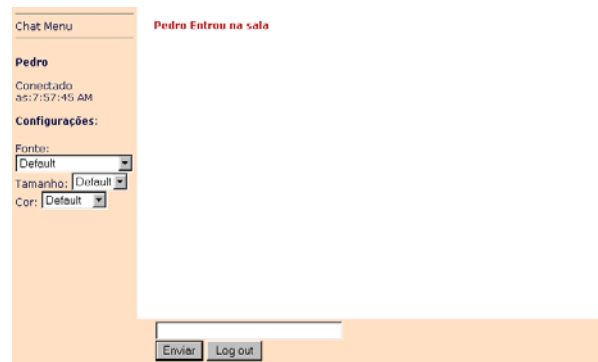 Chat Menu
Pedro
Conectado
as:7:57:45 AM
Configurações:
Fonte:
Default
Tamanho: Default
Cor: Default
Pedro Entrou na sala
Enviar Log out